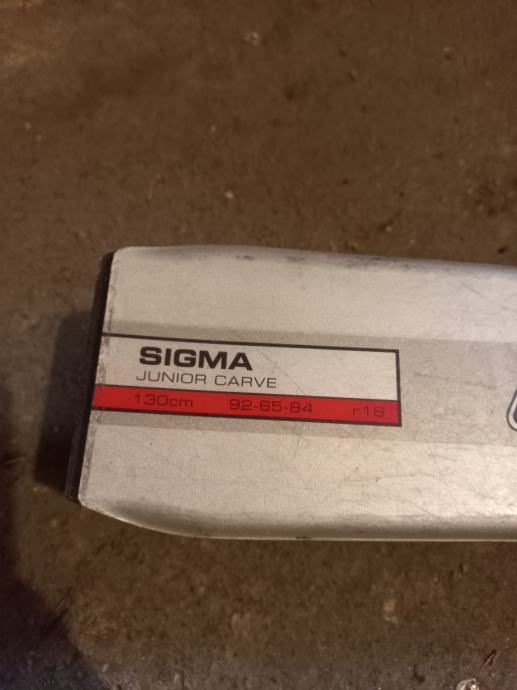 SIGMA
JUNIOR CARVE
130cm 92-65-84 r16